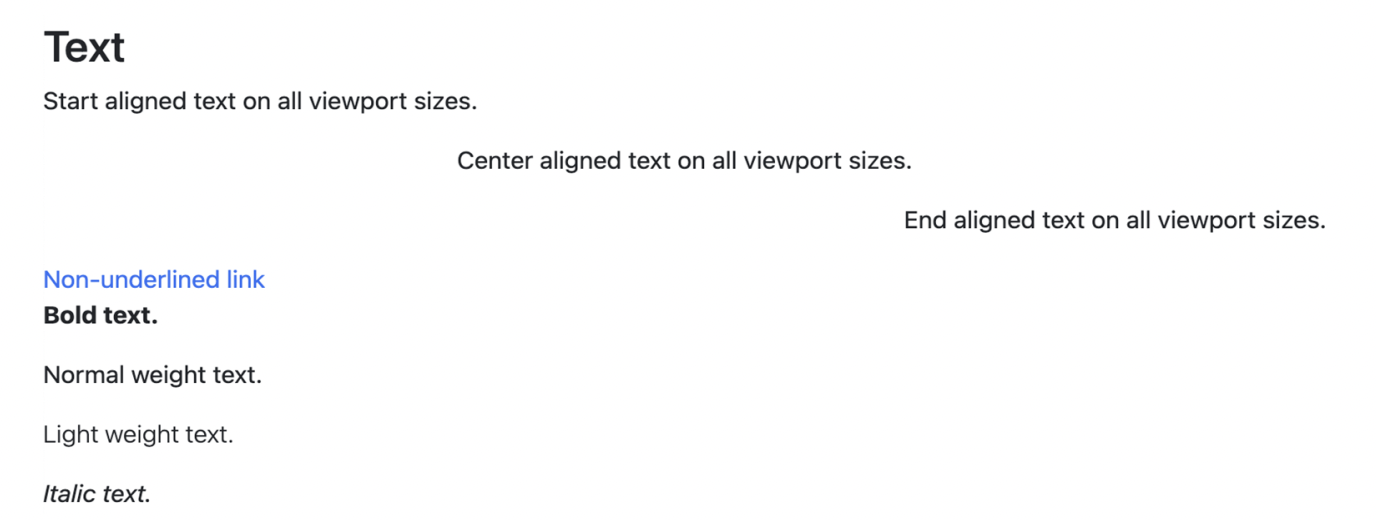 Text
Start aligned text on all viewport sizes.
Center aligned text on all viewport sizes.
End aligned text on all viewport sizes.
Non-underlined link
Bold text.
Normal weight text.
Light weight text.
Italic text.